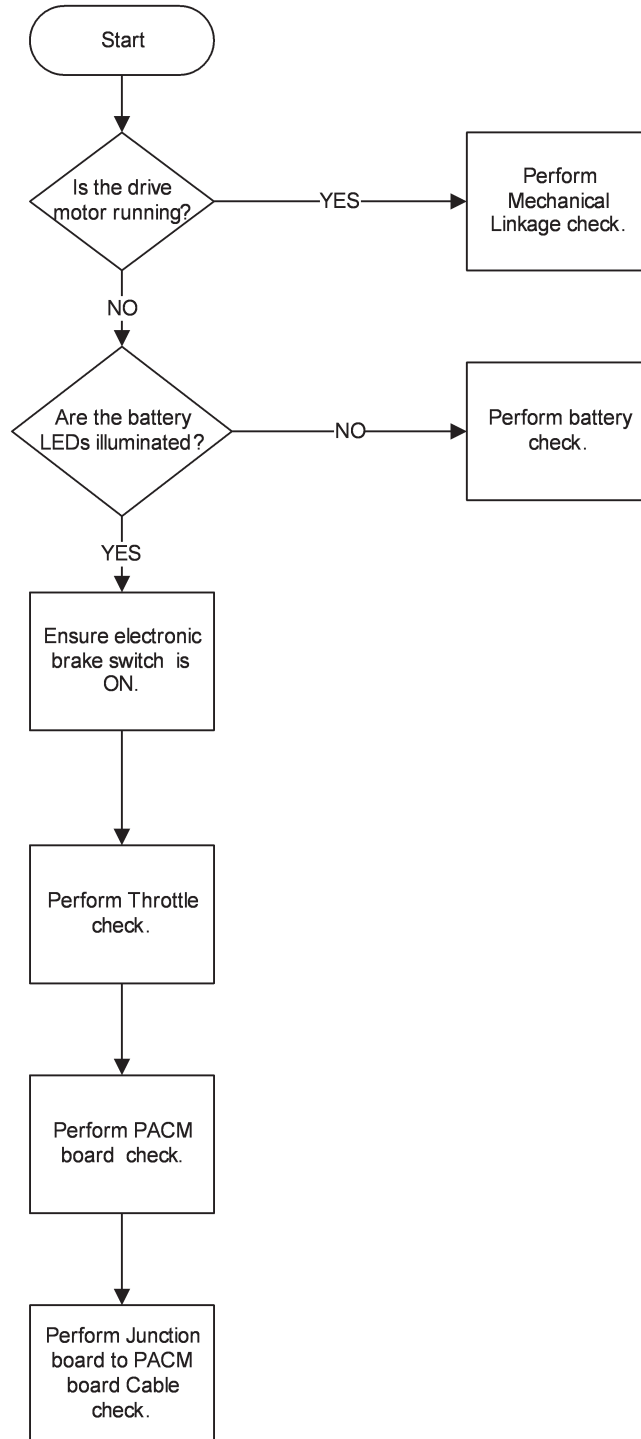 Start
Is the drive
motor running?
YES
Perform
Mechanical
Linkage check.
NO
Are the battery
LEDs illuminated?
NO
Perform battery
check.
YES
Ensure electronic
brake switch is
ON.
Perform Throttle
check.
Perform PACM
board check.
Perform Junction
board to PACM
board Cable
check.